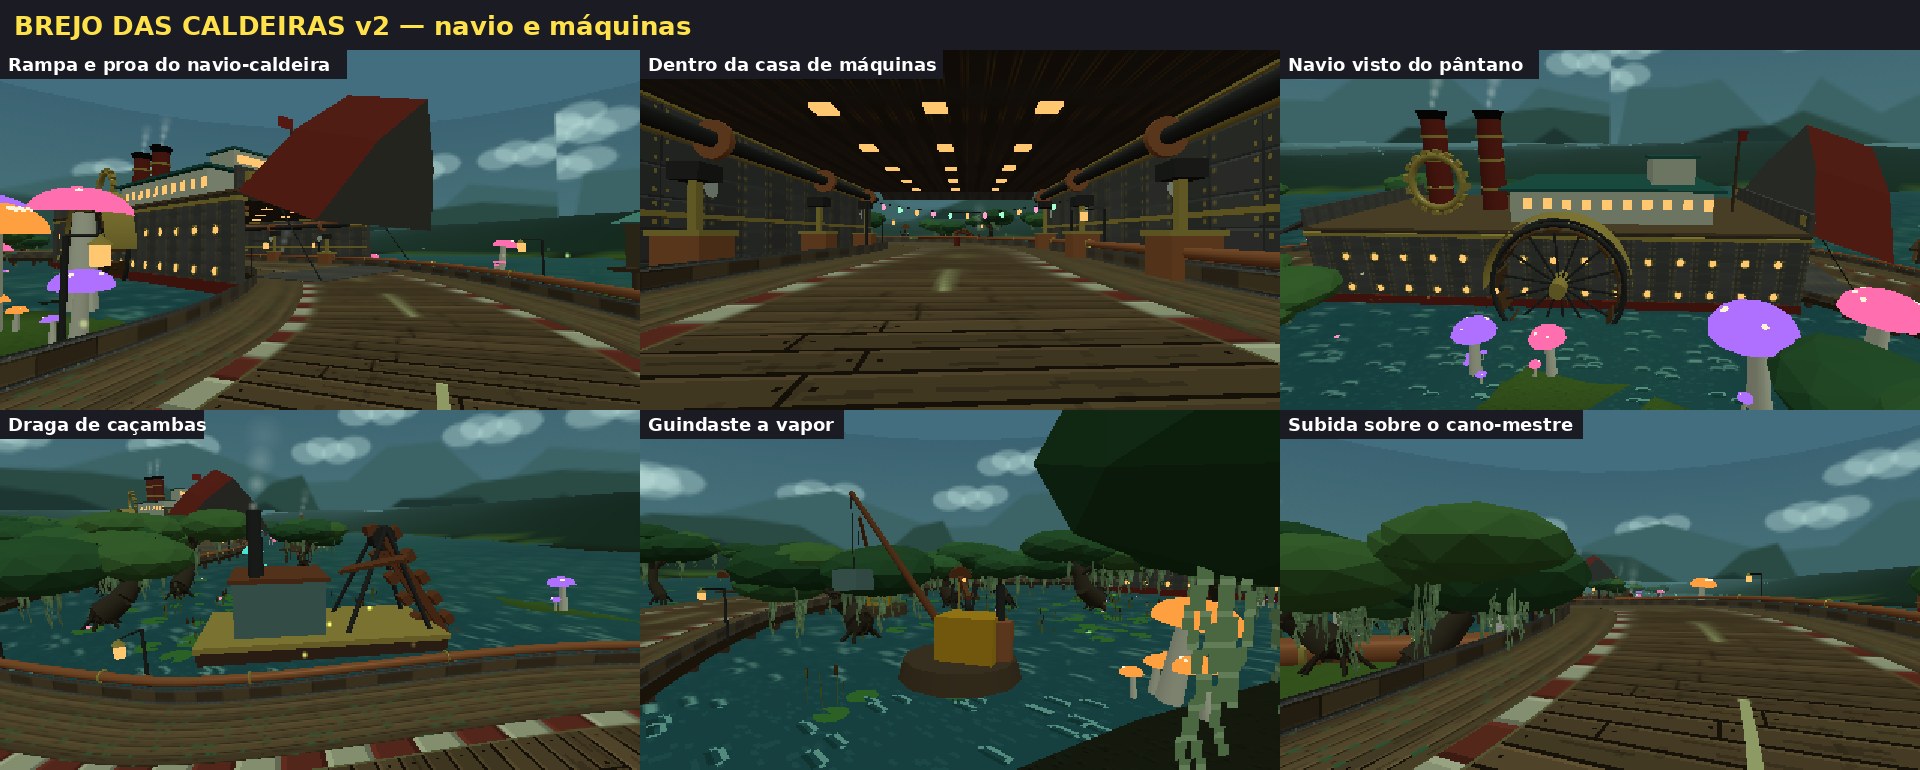 BREJO DAS CALDEIRAS v2 — navio e máquinas
Rampa e proa do navio-caldeira
Dentro da casa de máquinas
Navio visto do pântano
Draga de caçambas
Guindaste a vapor
Subida sobre o cano-mestre